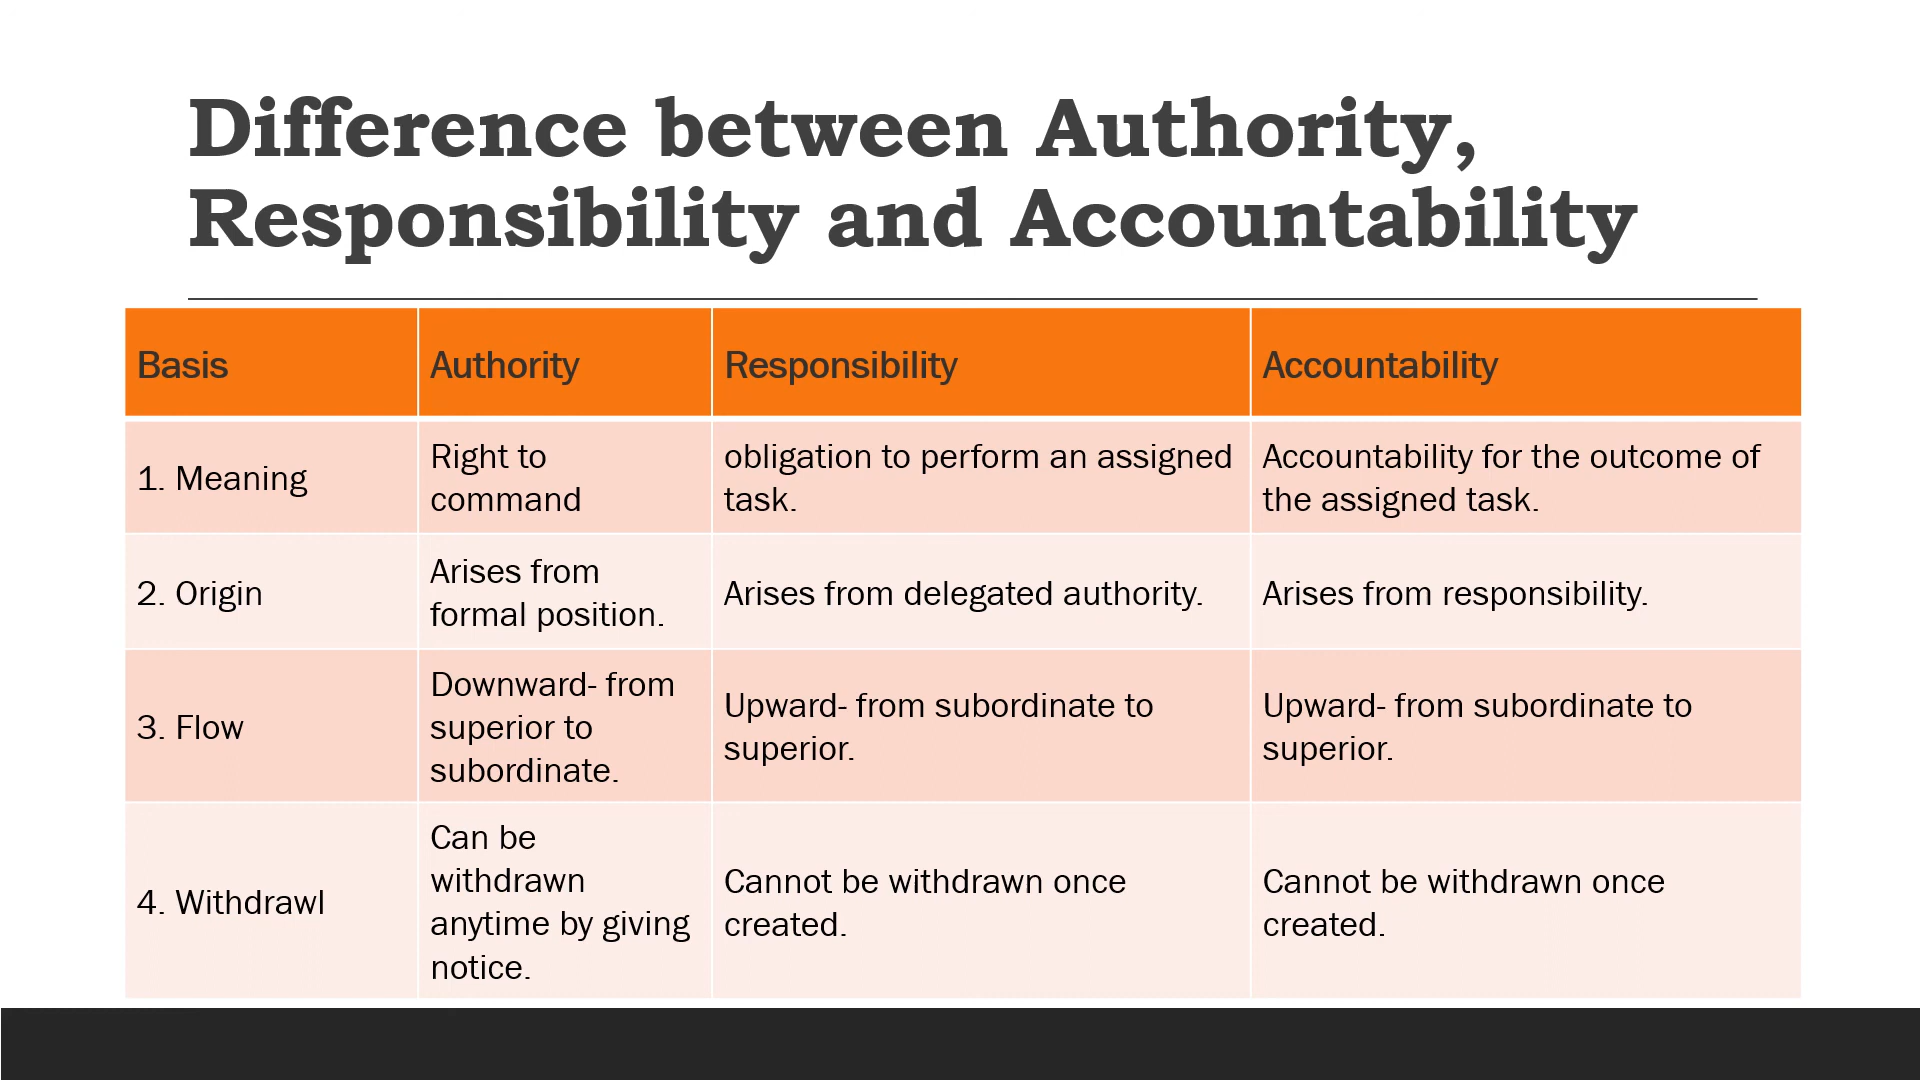 Difference between Authority,
Responsibility and Accountability
Basis
Authority
Responsibility
Accountability
1. Meaning
Right to
command
obligation to perform an assigned
task.
Accountability for the outcome of
the assigned task.
2. Origin
Arises from
formal position.
Arises from delegated authority.
Arises from responsibility.
3. Flow
Downward- from
superior to
subordinate.
Upward- from subordinate to
superior.
Upward- from subordinate to
superior.
4. Withdrawl
Can be
withdrawn
anytime by giving
notice.
Cannot be withdrawn once
created.
Cannot be withdrawn once
created.